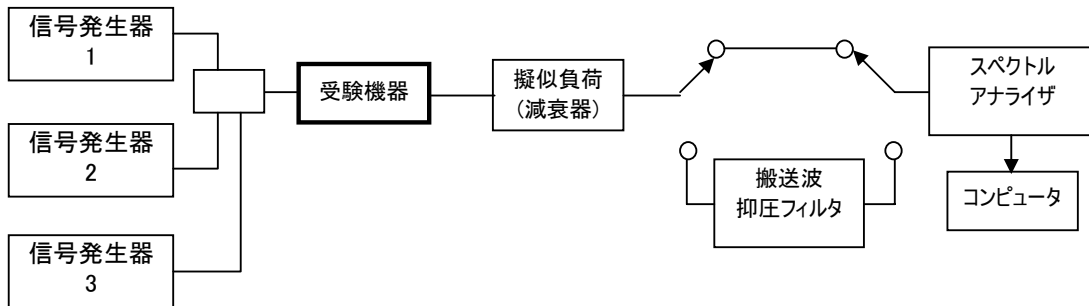 信号発生器
1
信号発生器
2
信号発生器
3
受験機器
擬似負荷
(減衰器)
搬送波
抑圧フィルタ
スペクトル
アナライザ
コンピュータ